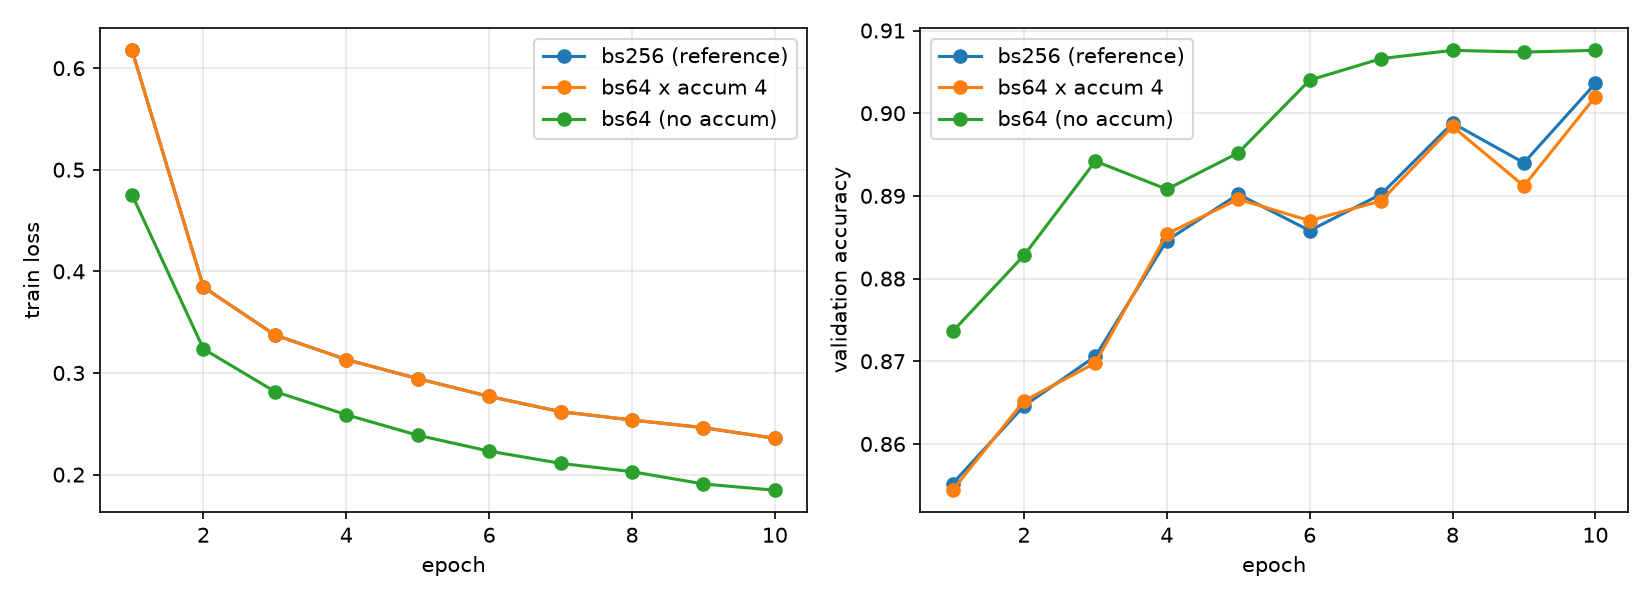 train loss
0.6
0.5
0.4
0.3
0.2
2 4 6 8 10
epoch
bs256 (reference)
bs64 x accum 4
bs64 (no accum)
validation accuracy
0.91
0.90
0.89
0.88
0.87
0.86
2 4 6 8 10
epoch
bs256 (reference)
bs64 x accum 4
bs64 (no accum)